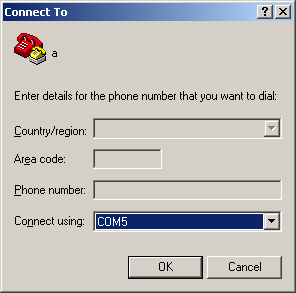 Connect To
a
Enter details for the phone number that you want to dial:
Country/region:
Area code:
Phone number:
Connect using: COM5
OK Cancel